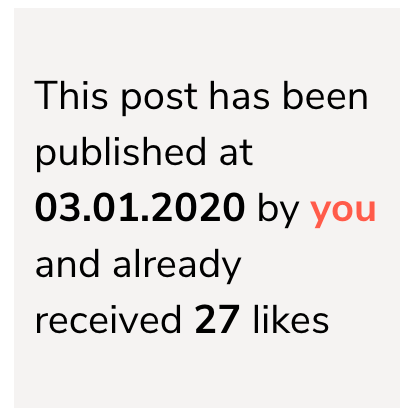 This post has been
published at
03.01.2020 by you
and already
received 27 likes